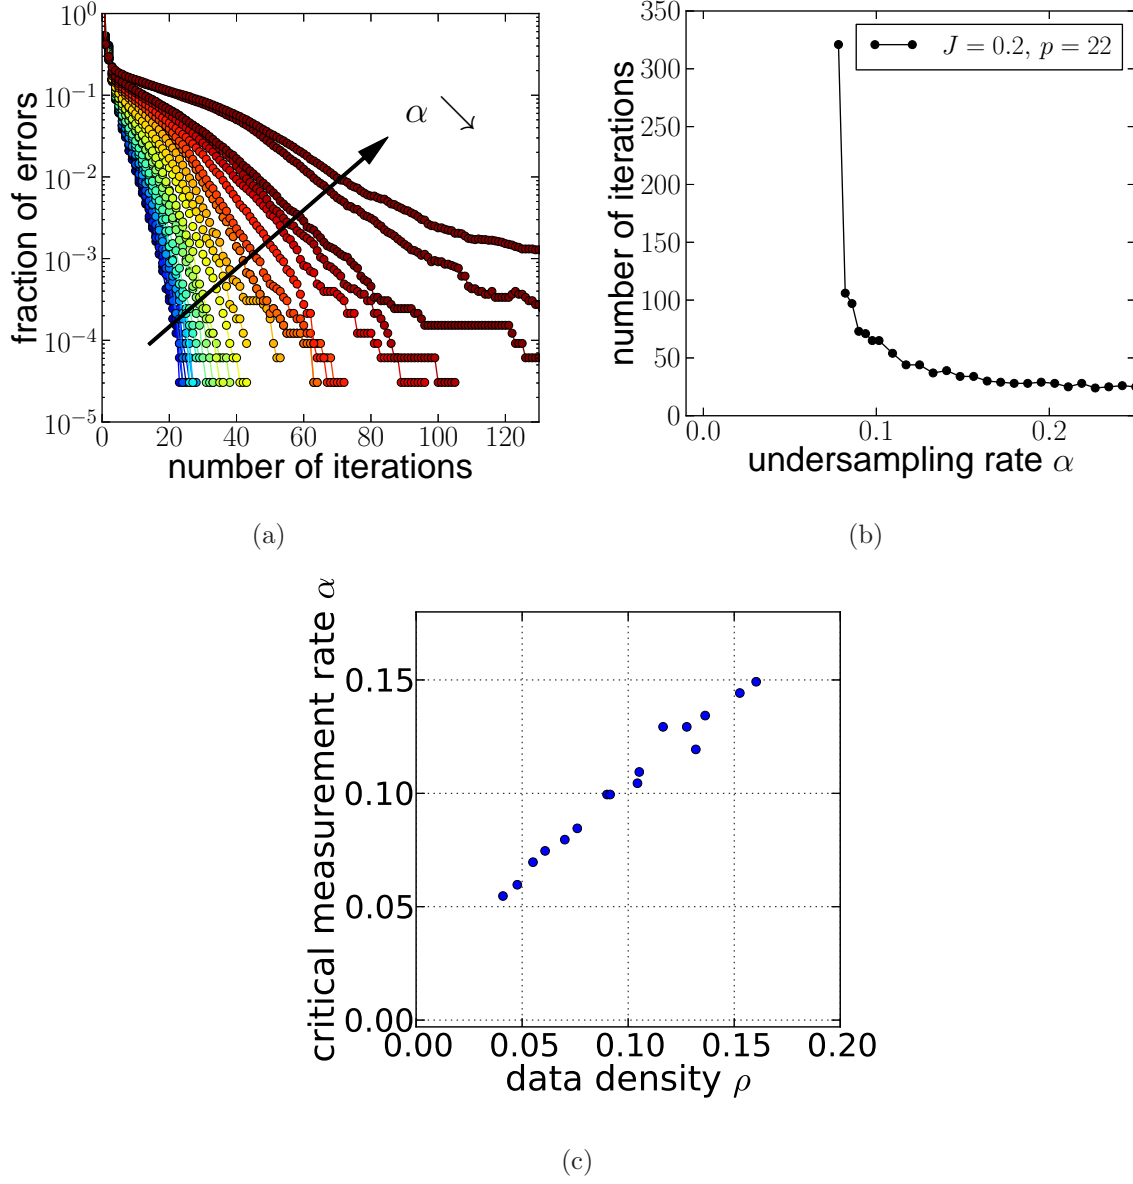 10^0
10^-1
10^-2
10^-3
10^-4
10^-5
0 20 40 60 80 100 120
fraction of errors
number of iterations
α ↘
(a)
350
300
250
200
150
100
50
0
0.0 0.1 0.2
number of iterations
undersampling rate α
J = 0.2, p = 22
(b)
critical measurement rate α
0.15
0.10
0.05
0.00
0.00 0.05 0.10 0.15 0.20
data density ρ
(c)